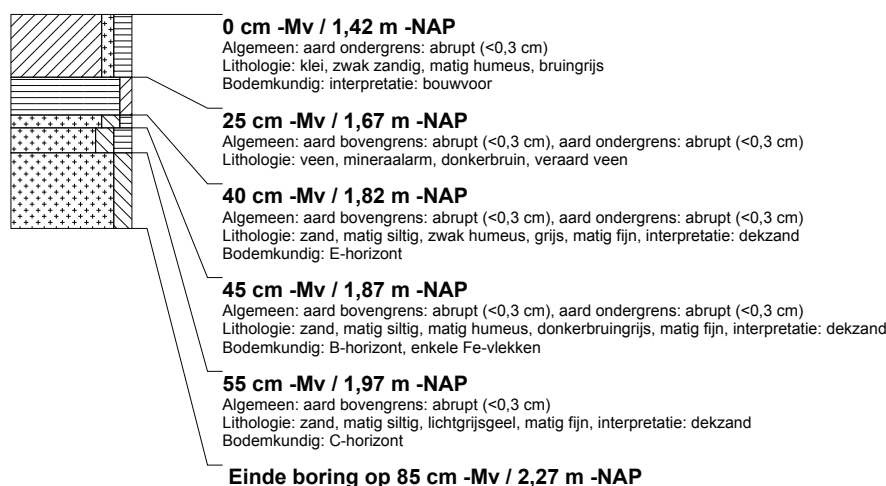 0 cm -Mv / 1,42 m -NAP
Algemeen: aard ondergrens: abrupt (<0,3 cm)
Lithologie: klei, zwak zandig, matig humeus, bruingrijs
Bodemkundig: interpretatie: bouwvoor
25 cm -Mv / 1,67 m -NAP
Algemeen: aard bovengrens: abrupt (<0,3 cm), aard ondergrens: abrupt (<0,3 cm)
Lithologie: veen, mineraalarm, donkerbruin, veraard veen
40 cm -Mv / 1,82 m -NAP
Algemeen: aard bovengrens: abrupt (<0,3 cm), aard ondergrens: abrupt (<0,3 cm)
Lithologie: zand, matig siltig, zwak humeus, grijs, matig fijn, interpretatie: dekzand
Bodemkundig: E-horizont
45 cm -Mv / 1,87 m -NAP
Algemeen: aard bovengrens: abrupt (<0,3 cm), aard ondergrens: abrupt (<0,3 cm)
Lithologie: zand, matig siltig, matig humeus, donkerbruingrijs, matig fijn, interpretatie: dekzand
Bodemkundig: B-horizont, enkele Fe-vlekken
55 cm -Mv / 1,97 m -NAP
Algemeen: aard bovengrens: abrupt (<0,3 cm)
Lithologie: zand, matig siltig, lichtgrijsgeel, matig fijn, interpretatie: dekzand
Bodemkundig: C-horizont
Einde boring op 85 cm -Mv / 2,27 m -NAP